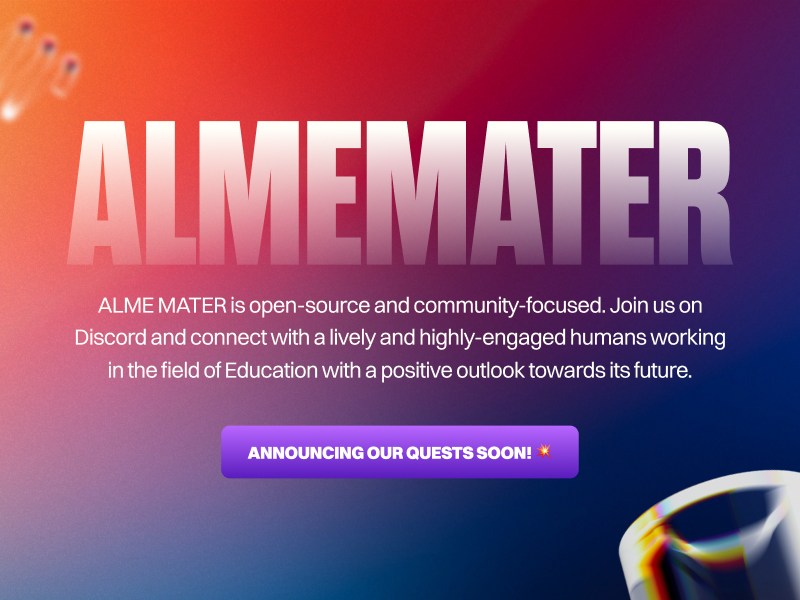 ALMEMATER
ALME MATER is open-source and community-focused. Join us on
Discord and connect with a lively and highly-engaged humans working
in the field of Education with a positive outlook towards its future.
ANNOUNCING OUR QUESTS SOON! 💥